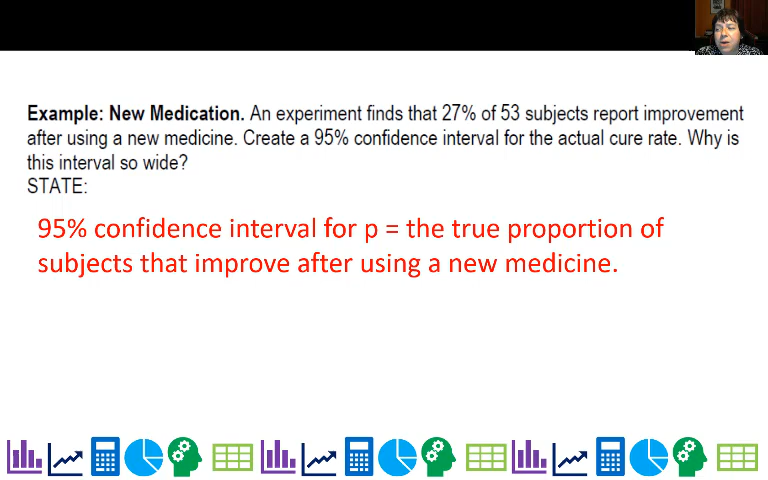 Example: New Medication. An experiment finds that 27% of 53 subjects report improvement
after using a new medicine. Create a 95% confidence interval for the actual cure rate. Why is
this interval so wide?
STATE:
95% confidence interval for p = the true proportion of
subjects that improve after using a new medicine.